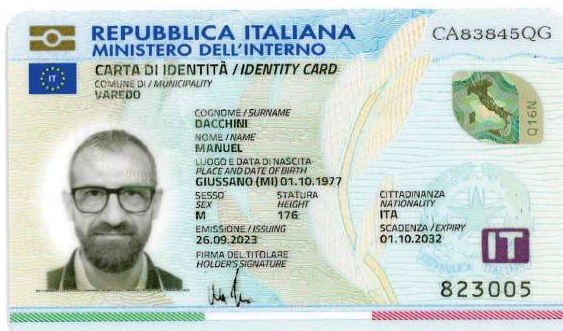 REPUBBLICA ITALIANA
MINISTERO DELL'INTERNO
CA83845QG
IT
CARTA DI IDENTITÀ / IDENTITY CARD
COMUNE DI / MUNICIPALITY
VAREDO
COGNOME / SURNAME
DACCHINI
NOME / NAME
MANUEL
LUOGO E DATA DI NASCITA
PLACE AND DATE OF BIRTH
GIUSSANO (MI) 01.10.1977
SESSO STATURA CITTADINANZA
SEX HEIGHT NATIONALITY
M 176 ITA
EMISSIONE / ISSUING SCADENZA / EXPIRY
26.09.2023 01.10.2032
FIRMA DEL TITOLARE
HOLDER'S SIGNATURE
Q16N
IT
823005